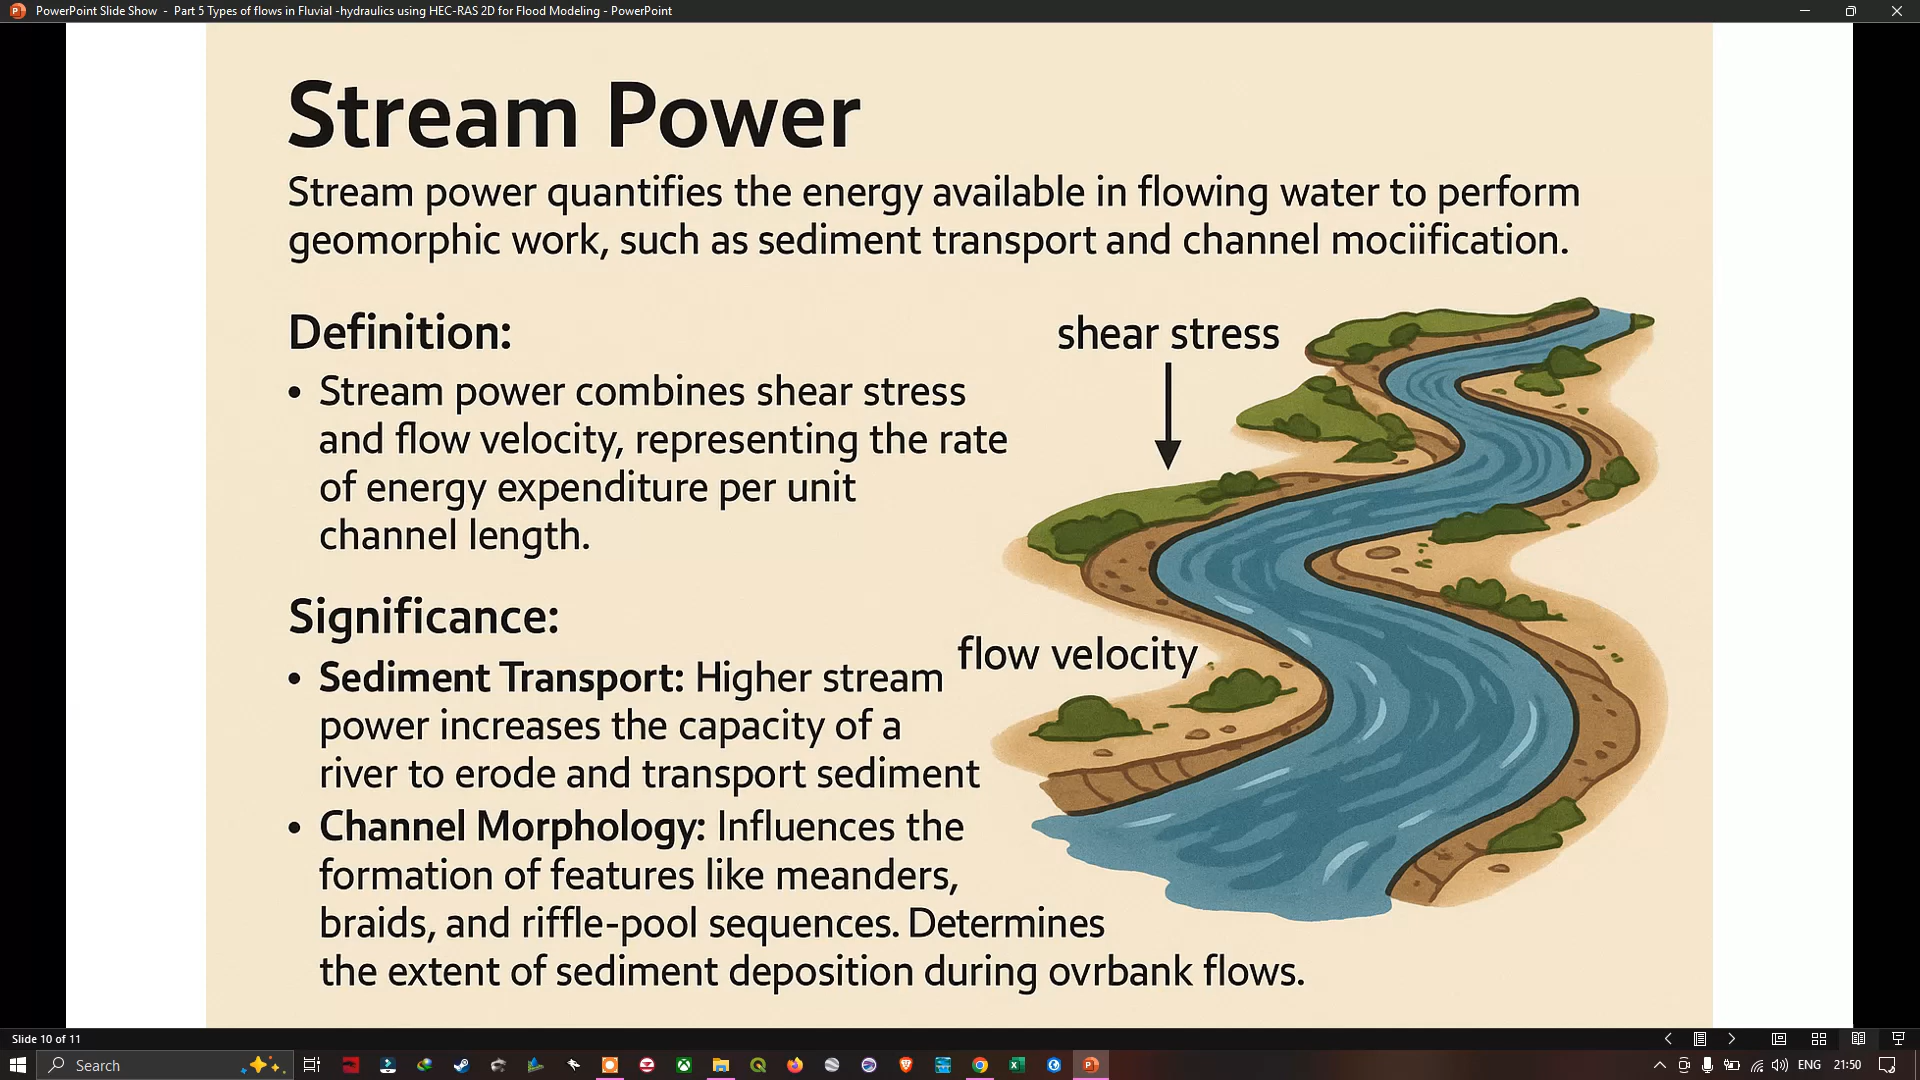 PowerPoint Slide Show - Part 5 Types of flows in Fluvial -hydraulics using HEC-RAS 2D for Flood Modeling - PowerPoint
Stream Power
Stream power quantifies the energy available in flowing water to perform
geomorphic work, such as sediment transport and channel mociification.
Definition:
• Stream power combines shear stress
and flow velocity, representing the rate
of energy expenditure per unit
channel length.
shear stress
Significance:
• Sediment Transport: Higher stream
power increases the capacity of a
river to erode and transport sediment
flow velocity
• Channel Morphology: Influences the
formation of features like meanders,
braids, and riffle-pool sequences. Determines
the extent of sediment deposition during ovrbank flows.
Slide 10 of 11
Search
ENG
21:50